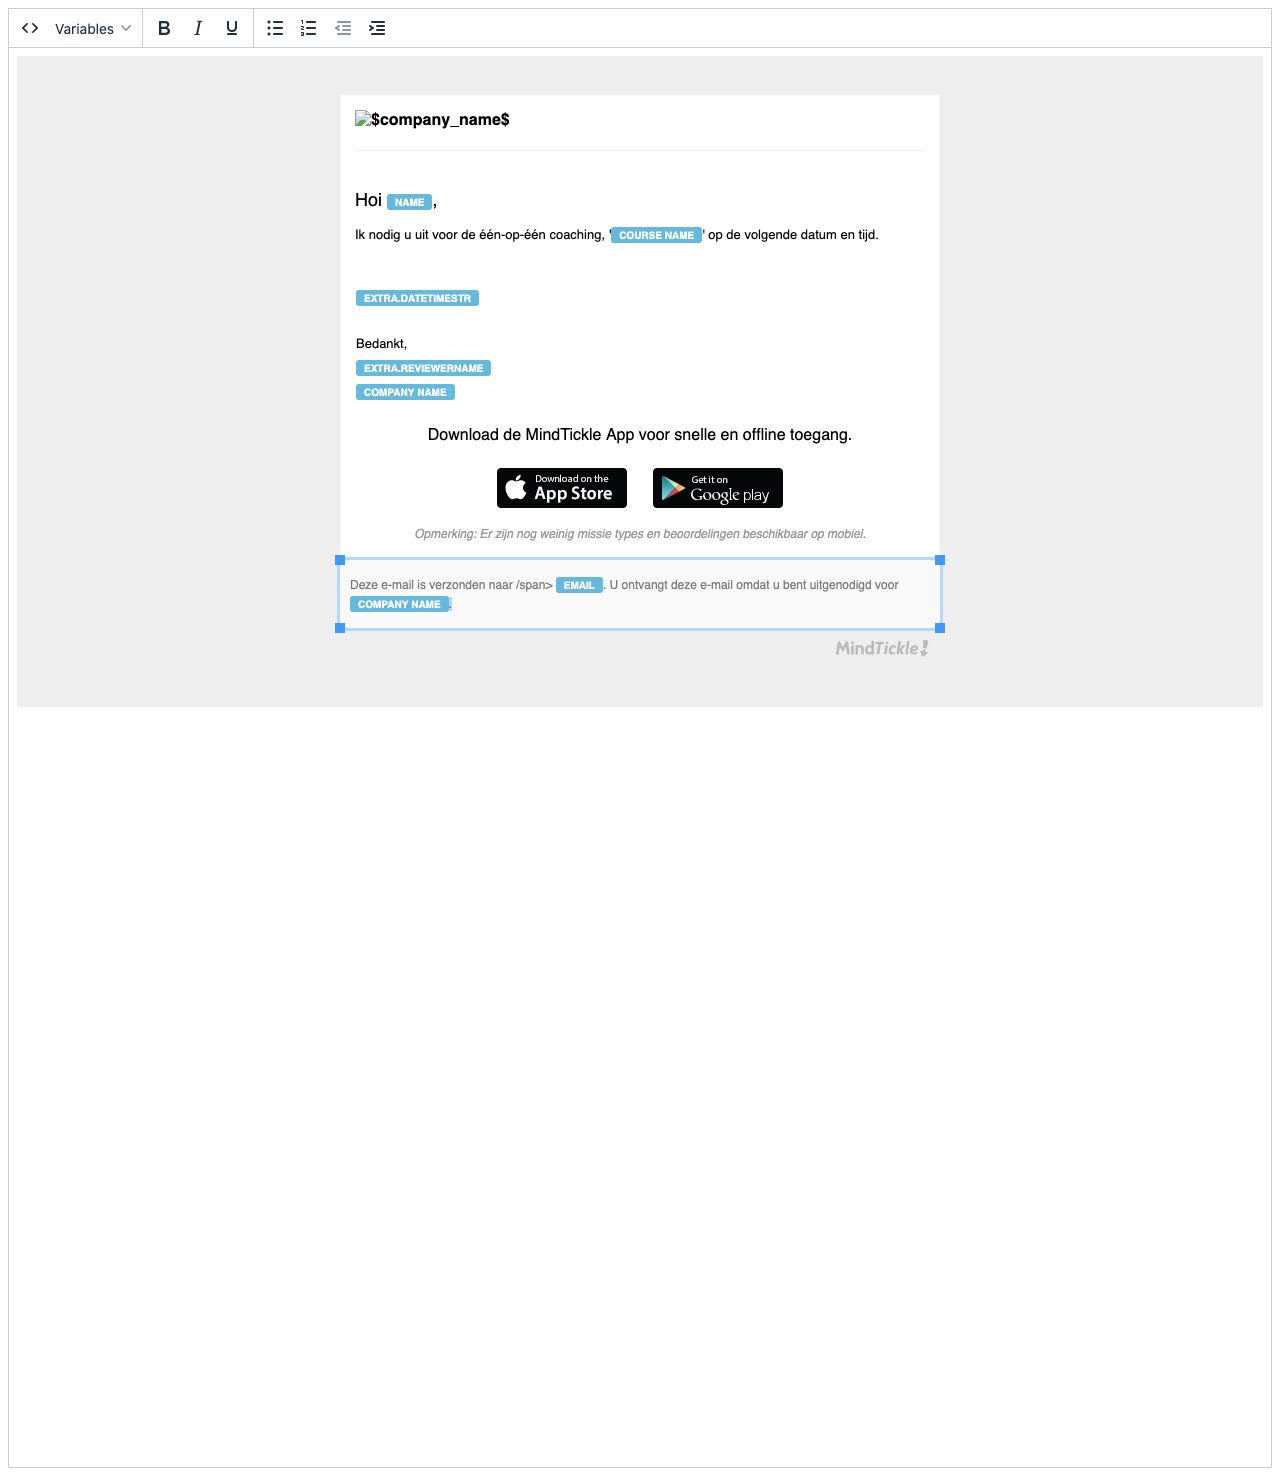 Variables
B I U
$company_name$
Hoi NAME,
Ik nodig u uit voor de één-op-één coaching, 'COURSE NAME' op de volgende datum en tijd.
EXTRA.DATETIMESTR
Bedankt,
EXTRA.REVIEWERNAME
COMPANY NAME
Download de MindTickle App voor snelle en offline toegang.
Download on the
App Store
Get it on
Google play
Opmerking: Er zijn nog weinig missie types en beoordelingen beschikbaar op mobiel.
Deze e-mail is verzonden naar /span> EMAIL. U ontvangt deze e-mail omdat u bent uitgenodigd voor
COMPANY NAME.
MindTickle!